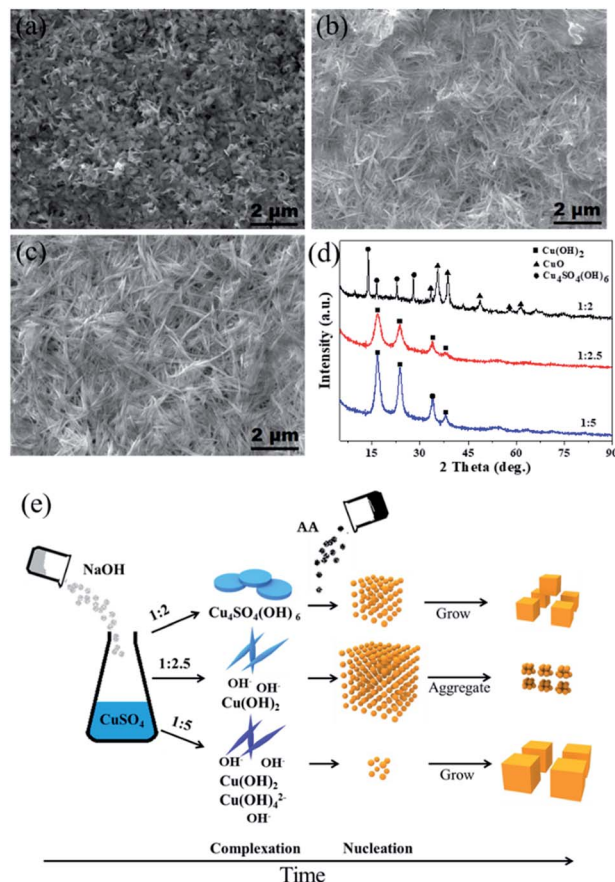 (a)
2 μm
(b)
2 μm
(c)
2 μm
(d)
■ Cu(OH)2
▲ CuO
● Cu4SO4(OH)6
1:2
1:2.5
1:5
Intensity (a.u.)
15 30 45 60 75 90
2 Theta (deg.)
(e)
NaOH
AA
1:2
Cu4SO4(OH)6
Grow
CuSO4
1:2.5
OH- OH-
Cu(OH)2
Aggregate
1:5
OH- OH-
Cu(OH)2
Cu(OH)4 2-
OH-
Grow
Complexation Nucleation
Time